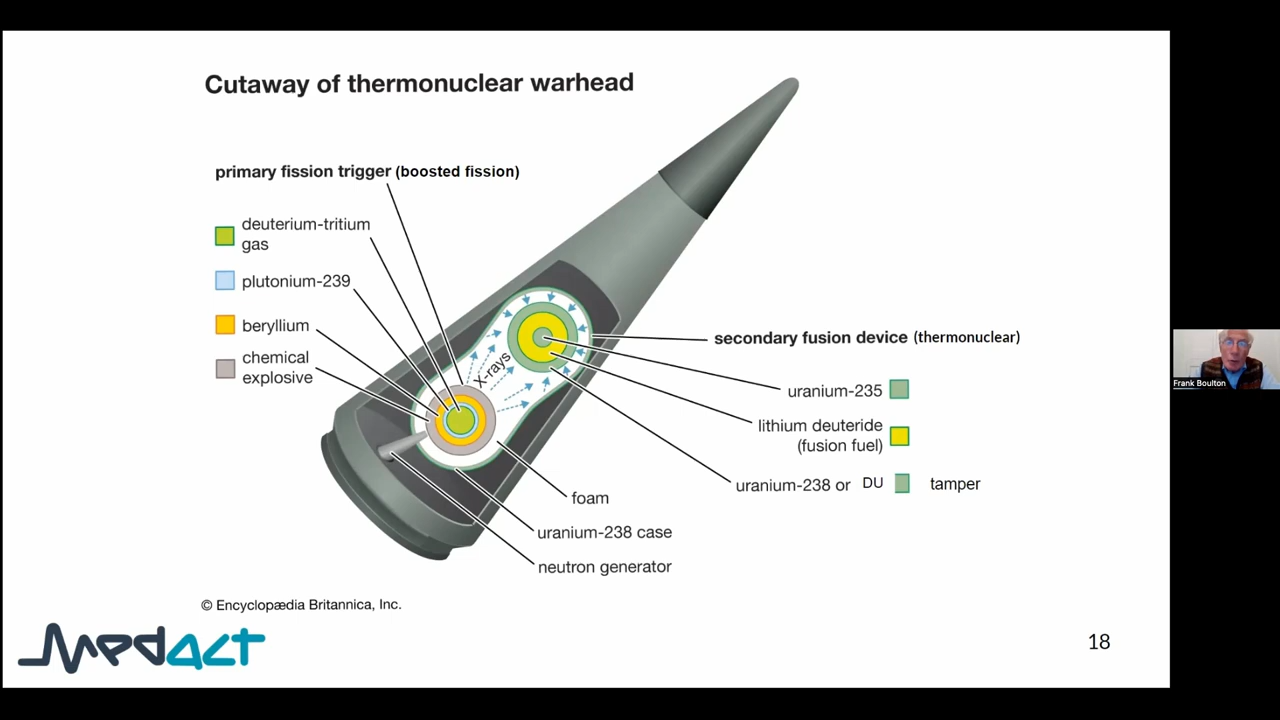 Cutaway of thermonuclear warhead
primary fission trigger (boosted fission)
deuterium-tritium
gas
plutonium-239
beryllium
chemical
explosive
X-rays
secondary fusion device (thermonuclear)
uranium-235
lithium deuteride
(fusion fuel)
uranium-238 or DU tamper
foam
uranium-238 case
neutron generator
© Encyclopædia Britannica, Inc.
medact
18
Frank Boulton